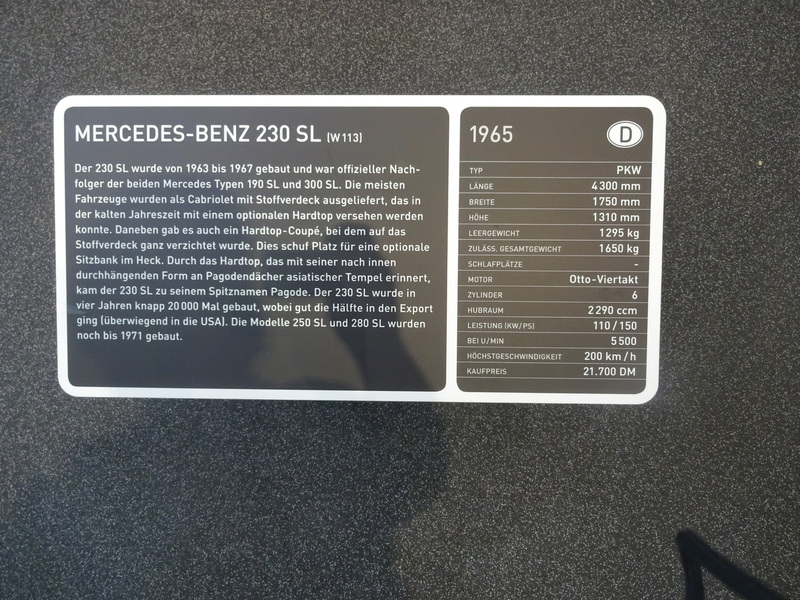 MERCEDES-BENZ 230 SL (W 113)
Der 230 SL wurde von 1963 bis 1967 gebaut und war offizieller Nach-
folger der beiden Mercedes Typen 190 SL und 300 SL. Die meisten
Fahrzeuge wurden als Cabriolet mit Stoffverdeck ausgeliefert, das in
der kalten Jahreszeit mit einem optionalen Hardtop versehen werden
konnte. Daneben gab es auch ein Hardtop-Coupé, bei dem auf das
Stoffverdeck ganz verzichtet wurde. Dies schuf Platz für eine optionale
Sitzbank im Heck. Durch das Hardtop, das mit seiner nach innen
durchhängenden Form an Pagodendächer asiatischer Tempel erinnert,
kam der 230 SL zu seinem Spitznamen Pagode. Der 230 SL wurde in
vier Jahren knapp 20 000 Mal gebaut, wobei gut die Hälfte in den Export
ging (überwiegend in die USA). Die Modelle 250 SL und 280 SL wurden
noch bis 1971 gebaut.
1965 D
TYP PKW
LÄNGE 4 300 mm
BREITE 1 750 mm
HÖHE 1 310 mm
LEERGEWICHT 1 295 kg
ZULÄSS. GESAMTGEWICHT 1 650 kg
SCHLAFPLÄTZE -
MOTOR Otto-Viertakt
ZYLINDER 6
HUBRAUM 2 290 ccm
LEISTUNG (KW/PS) 110 / 150
BEI U/MIN 5 500
HÖCHSTGESCHWINDIGKEIT 200 km / h
KAUFPREIS 21.700 DM